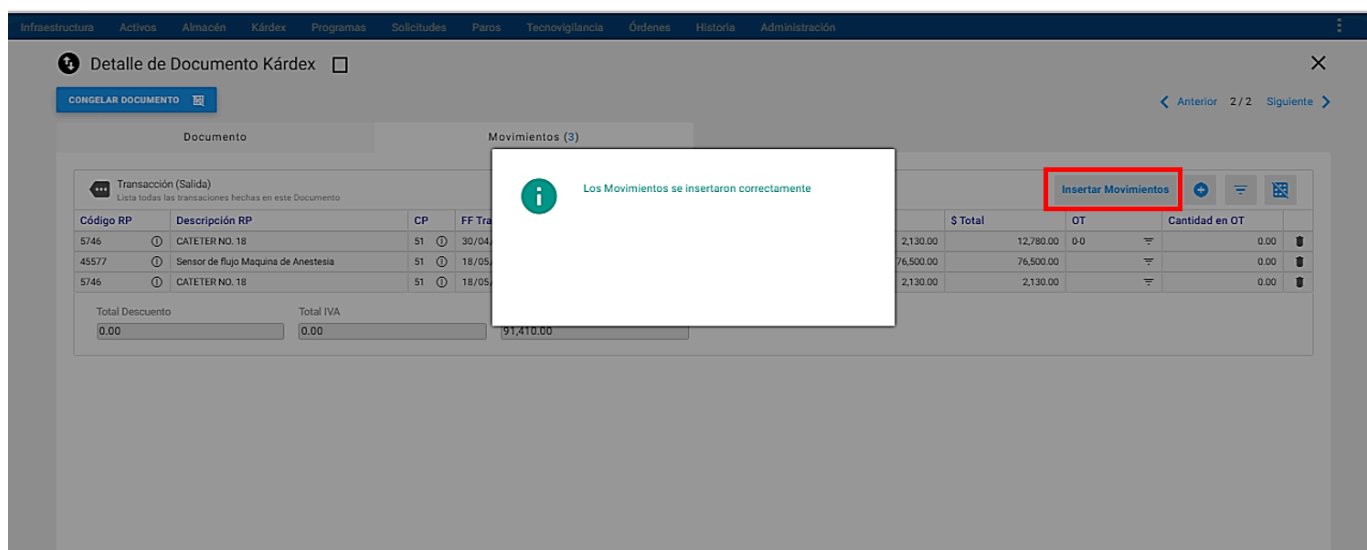 Infraestructura Activos Almacén Kárdex Programas Solicitudes Paros Tecnovigilancia Órdenes Historia Administración
Detalle de Documento Kárdex
CONGELAR DOCUMENTO
Anterior 2 / 2 Siguiente
Documento Movimientos (3)
Transacción (Salida)
Lista todas las transaciones hechas en este Documento
Insertar Movimientos
Los Movimientos se insertaron correctamente
Código RP Descripción RP CP FF Tra $ Total OT Cantidad en OT
5746 CATETER NO. 18 51 30/04/ 2,130.00 12,780.00 0-0 0.00
45577 Sensor de flujo Maquina de Anestesia 51 18/05/ 76,500.00 76,500.00 0.00
5746 CATETER NO. 18 51 18/05/ 2,130.00 2,130.00 0.00
Total Descuento Total IVA
0.00 0.00 91,410.00